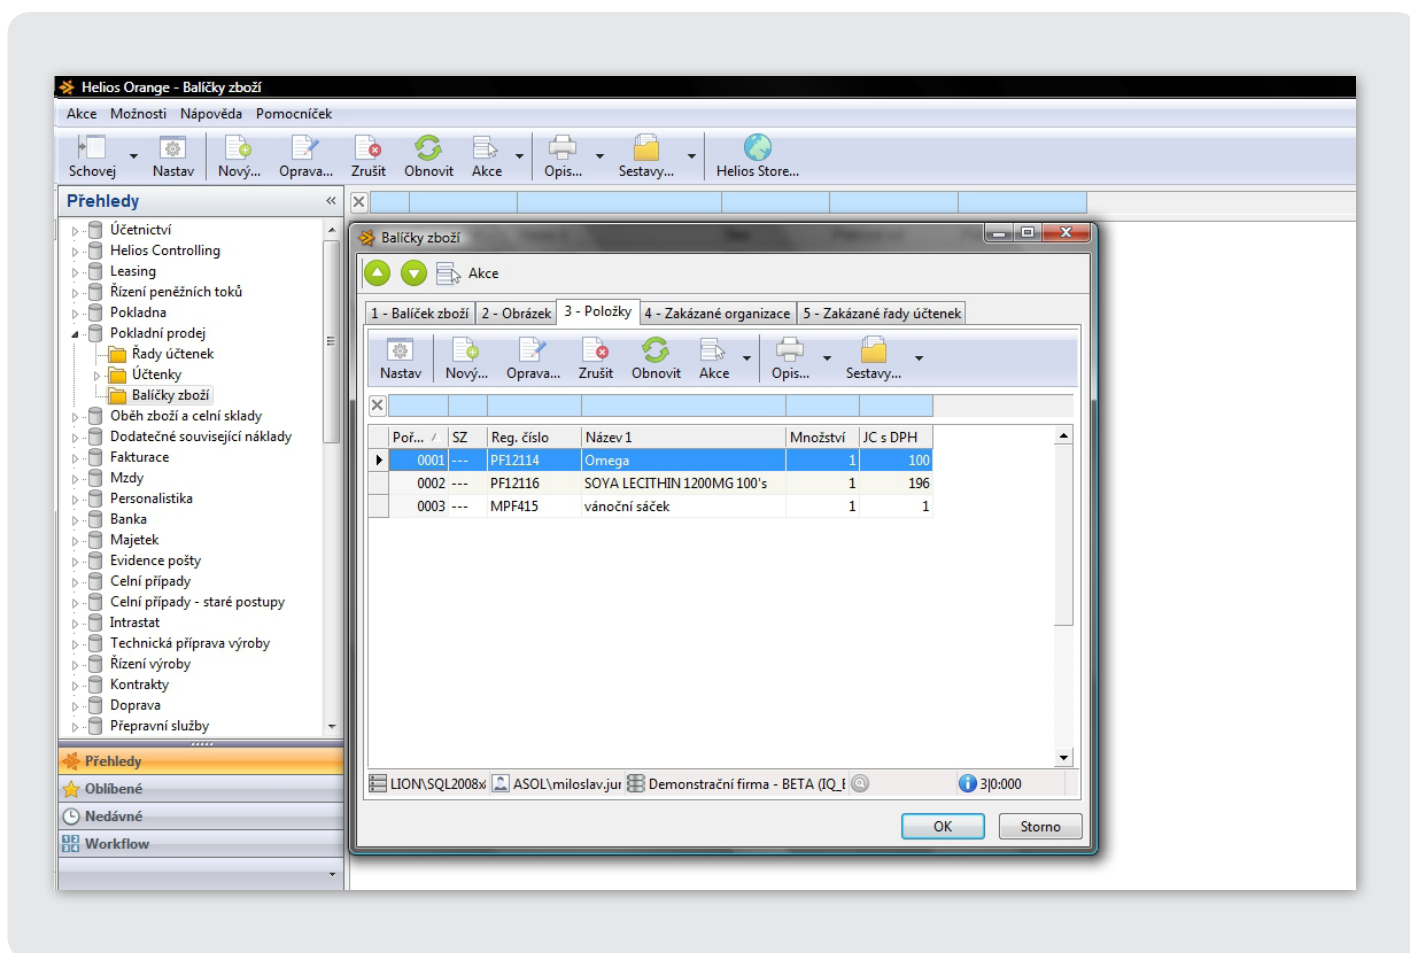 Helios Orange - Balíčky zboží
Akce Možnosti Nápověda Pomocníček
Schovej Nastav Nový... Oprava... Zrušit Obnovit Akce Opis... Sestavy... Helios Store...
Přehledy
Účetnictví
Helios Controlling
Leasing
Řízení peněžních toků
Pokladna
Pokladní prodej
Řady účtenek
Účtenky
Balíčky zboží
Oběh zboží a celní sklady
Dodatečné související náklady
Fakturace
Mzdy
Personalistika
Banka
Majetek
Evidence pošty
Celní případy
Celní případy - staré postupy
Intrastat
Technická příprava výroby
Řízení výroby
Kontrakty
Doprava
Přepravní služby
Přehledy
Oblíbené
Nedávné
Workflow
Balíčky zboží
Akce
1 - Balíček zboží 2 - Obrázek 3 - Položky 4 - Zakázané organizace 5 - Zakázané řady účtenek
Nastav Nový... Oprava... Zrušit Obnovit Akce Opis... Sestavy...
Poř... SZ Reg. číslo Název 1 Množství JC s DPH
0001 --- PF12114 Omega 1 100
0002 --- PF12116 SOYA LECITHIN 1200MG 100's 1 196
0003 --- MPF415 vánoční sáček 1 1
LION\SQL2008x ASOL\miloslav.jur Demonstrační firma - BETA (IQ_ 3|0:000
OK Storno